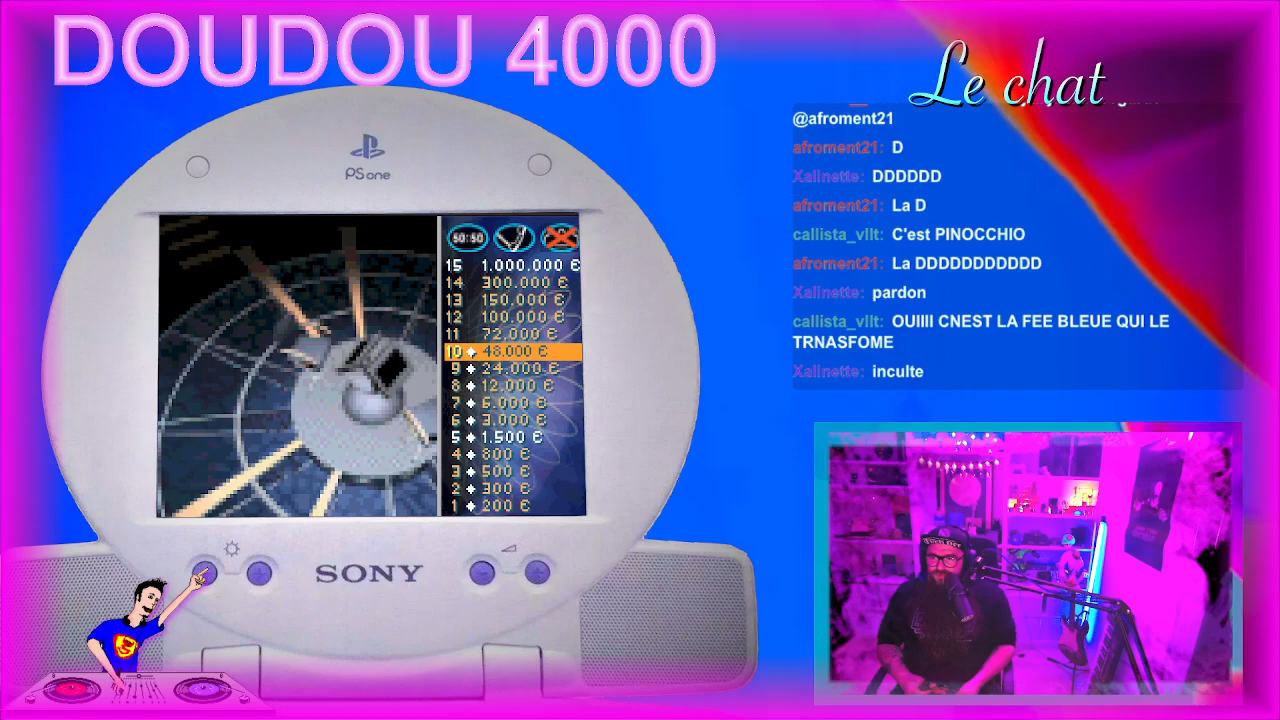 DOUDOU 4000
Le chat
@afroment21
afroment21: D
Xalinette: DDDDDD
afroment21: La D
callista_vllt: C'est PINOCCHIO
afroment21: La DDDDDDDDDDD
Xalinette: pardon
callista_vllt: OUIIII CNEST LA FEE BLEUE QUI LE
TRNASFOME
Xalinette: inculte
PS one
50:50
15 1.000.000 €
14 300.000 €
13 150.000 €
12 100.000 €
11 72.000 €
10 48.000 €
9 24.000 €
8 12.000 €
7 6.000 €
6 3.000 €
5 1.500 €
4 800 €
3 500 €
2 300 €
1 200 €
SONY